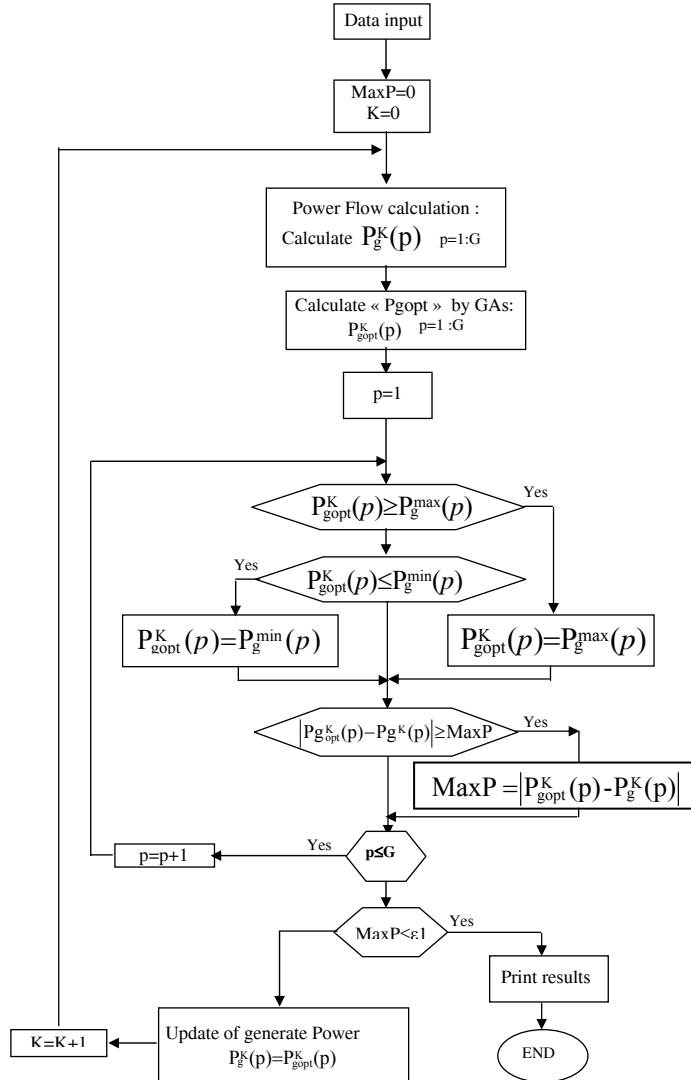 Data input
MaxP=0
K=0
Power Flow calculation :
Calculate P_g^K(p) p=1:G
Calculate « Pgopt » by GAs:
P_gopt^K(p) p=1 :G
p=1
P_gopt^K(p)≥P_g^max(p)
Yes
P_gopt^K(p)≤P_g^min(p)
Yes
P_gopt^K(p)=P_g^min(p)
P_gopt^K(p)=P_g^max(p)
|Pg_opt^K(p)−Pg^K(p)|≥MaxP
Yes
MaxP=|P_gopt^K(p)-P_g^K(p)|
p≤G
Yes
p=p+1
MaxP<ε1
Yes
Print results
END
Update of generate Power
P_g^K(p)=P_gopt^K(p)
K=K+1